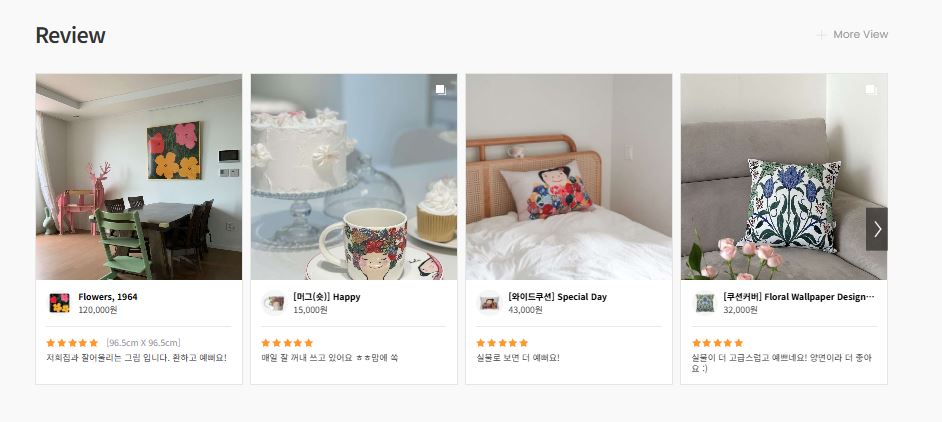 Review
More View
Flowers, 1964
120,000원
[96.5cm X 96.5cm]
저희집과 잘어울리는 그림 입니다. 환하고 예뻐요!
[머그(숏)] Happy
15,000원
매일 잘 꺼내 쓰고 있어요 ㅎㅎ맘에 쏙
[와이드쿠션] Special Day
43,000원
실물로 보면 더 예뻐요!
[쿠션커버] Floral Wallpaper Design···
32,000원
실물이 더 고급스럽고 예쁘네요! 양면이라 더 좋아
요 :)